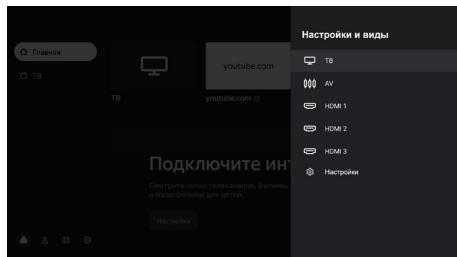 Настройки и виды
Главная
ТВ
youtube.com
ТВ
youtube.com
ТВ
AV
HDMI 1
HDMI 2
HDMI 3
Настройки
Подключите инт
Смотрите сотни телеканалов, фильмы,
и мультфильмы для детей.
Настройки